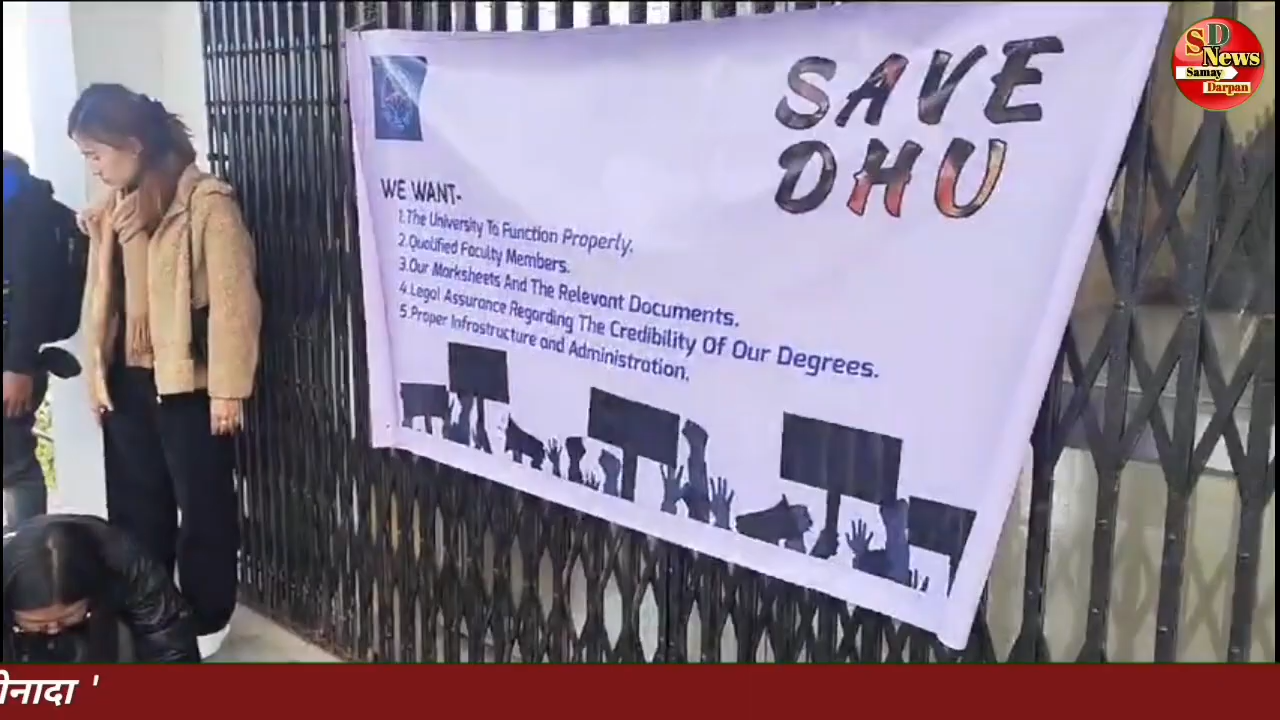 SD
News
Samay
Darpan
SAVE
DHU
WE WANT-
1.The University To Function Properly.
2.Qualified Faculty Members.
3.Our Marksheets And The Relevant Documents.
4.Legal Assurance Regarding The Credibility Of Our Degrees.
5.Proper Infrastructure and Administration.
ीनादा '